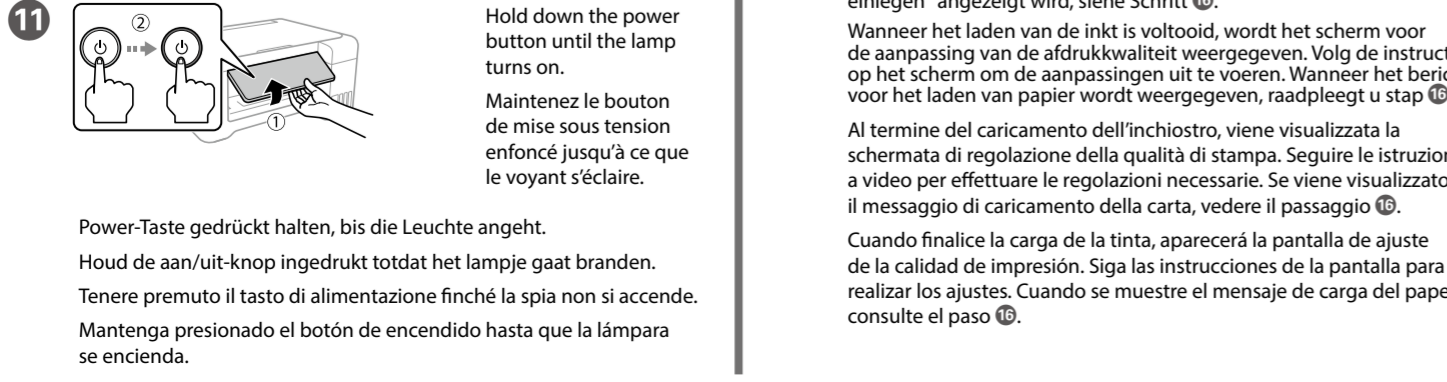 11
2
1
Hold down the power
button until the lamp
turns on.
Maintenez le bouton
de mise sous tension
enfoncé jusqu’à ce que
le voyant s’éclaire.
Power-Taste gedrückt halten, bis die Leuchte angeht.
Houd de aan/uit-knop ingedrukt totdat het lampje gaat branden.
Tenere premuto il tasto di alimentazione finché la spia non si accende.
Mantenga presionado el botón de encendido hasta que la lámpara
se encienda.
einlegen“ angezeigt wird, siehe Schritt 16.
Wanneer het laden van de inkt is voltooid, wordt het scherm voor
de aanpassing van de afdrukkwaliteit weergegeven. Volg de
op het scherm om de aanpassingen uit te voeren. Wanneer het
voor het laden van papier wordt weergegeven, raadpleegt u stap 16
Al termine del caricamento dell’inchiostro, viene visualizzata la
schermata di regolazione della qualità di stampa. Seguire le
a video per effettuare le regolazioni necessarie. Se viene visualizzato
il messaggio di caricamento della carta, vedere il passaggio 16.
Cuando finalice la carga de la tinta, aparecerá la pantalla de ajuste
de la calidad de impresión. Siga las instrucciones de la pantalla para
realizar los ajustes. Cuando se muestre el mensaje de carga del
consulte el paso 16.